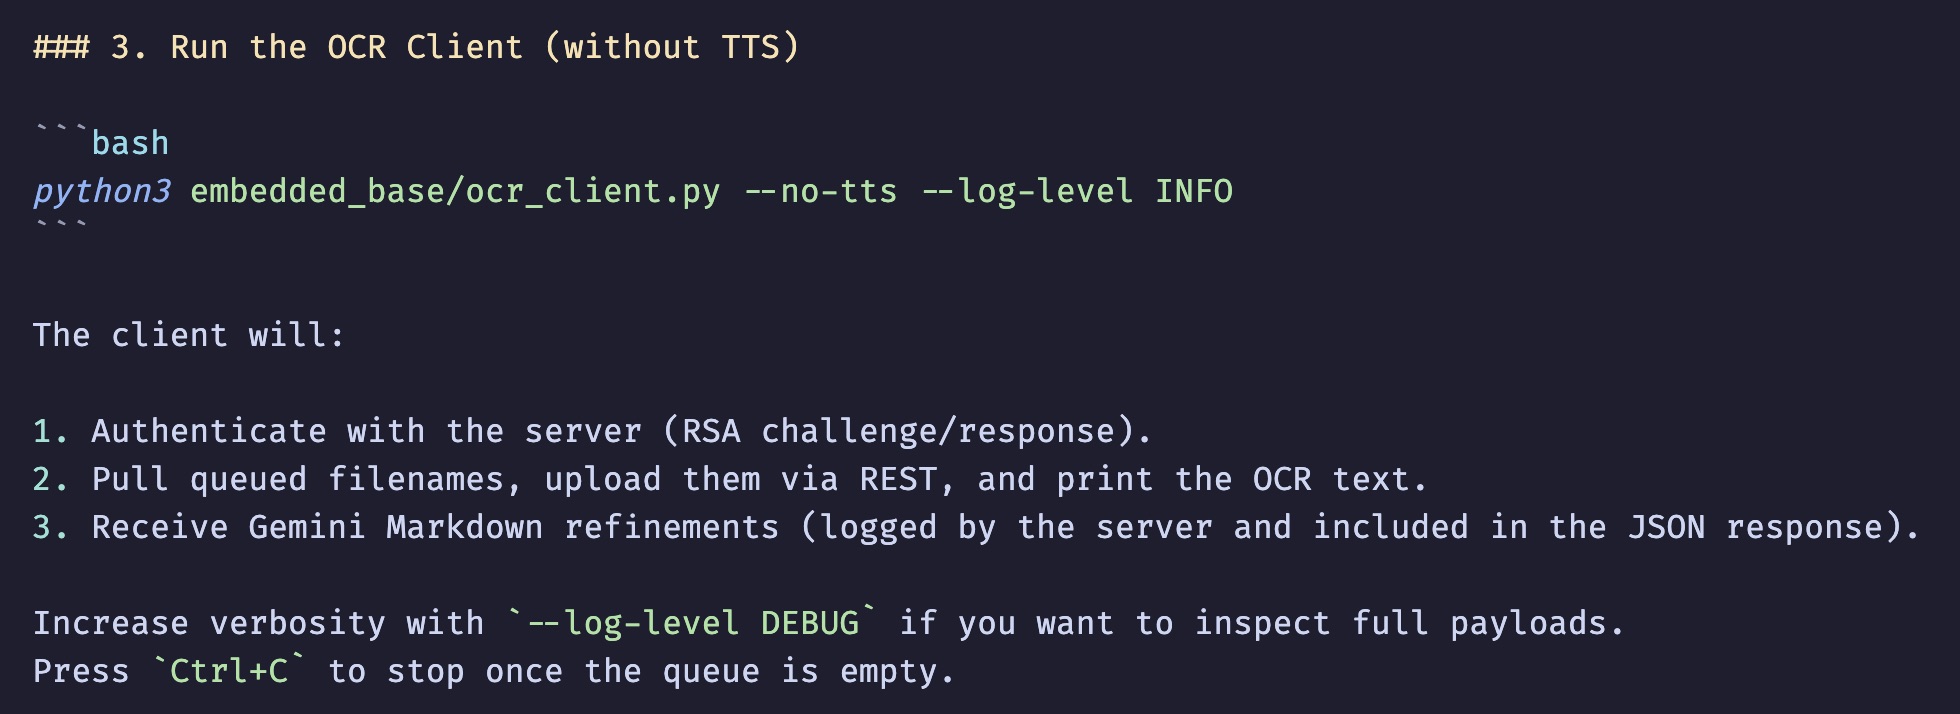 ### 3. Run the OCR Client (without TTS)
```bash
python3 embedded_base/ocr_client.py --no-tts --log-level INFO
```
The client will:
1. Authenticate with the server (RSA challenge/response).
2. Pull queued filenames, upload them via REST, and print the OCR text.
3. Receive Gemini Markdown refinements (logged by the server and included in the JSON response).
Increase verbosity with `--log-level DEBUG` if you want to inspect full payloads.
Press `Ctrl+C` to stop once the queue is empty.